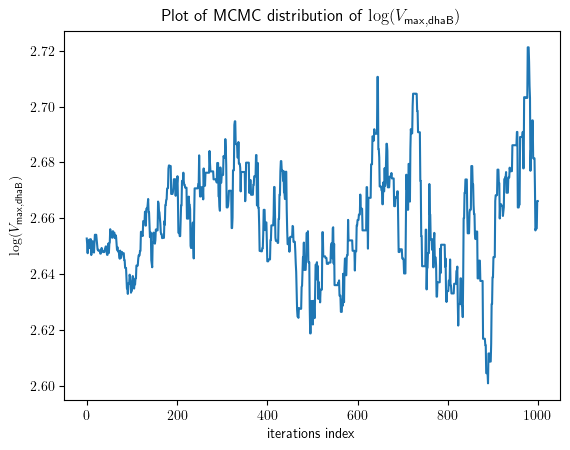 Plot of MCMC distribution of log(V_max,dhaB)
log(V_max,dhaB)
2.72
2.70
2.68
2.66
2.64
2.62
2.60
0 200 400 600 800 1000
iterations index